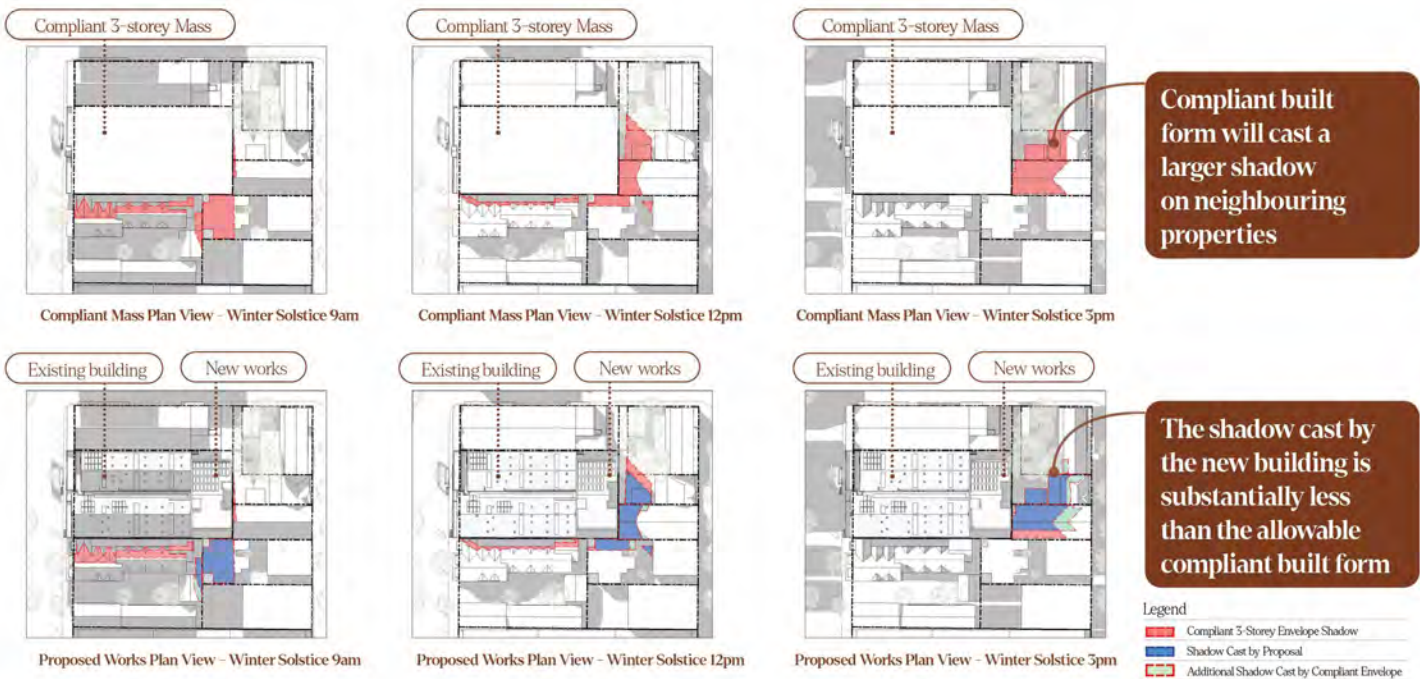 Compliant 3-storey Mass
Compliant 3-storey Mass
Compliant 3-storey Mass
Compliant built
form will cast a
larger shadow
on neighbouring
properties
Compliant Mass Plan View - Winter Solstice 9am
Compliant Mass Plan View - Winter Solstice 12pm
Compliant Mass Plan View - Winter Solstice 3pm
Existing building
New works
Existing building
New works
Existing building
New works
The shadow cast by
the new building is
substantially less
than the allowable
compliant built form
Proposed Works Plan View - Winter Solstice 9am
Proposed Works Plan View - Winter Solstice 12pm
Proposed Works Plan View - Winter Solstice 3pm
Legend
Compliant 3-Storey Envelope Shadow
Shadow Cast by Proposal
Additional Shadow Cast by Compliant Envelope